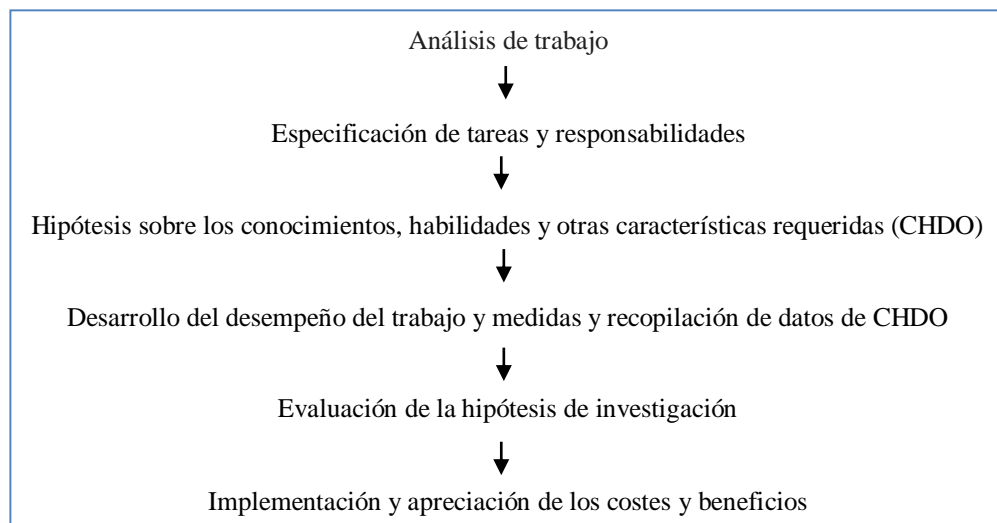 Análisis de trabajo
Especificación de tareas y responsabilidades
Hipótesis sobre los conocimientos, habilidades y otras características requeridas (CHDO)
Desarrollo del desempeño del trabajo y medidas y recopilación de datos de CHDO
Evaluación de la hipótesis de investigación
Implementación y apreciación de los costes y beneficios